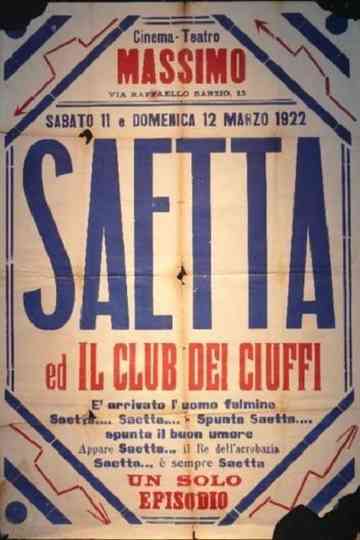 Cinema-Teatro
MASSIMO
VIA RAFFAELLO SANZIO, 13
SABATO 11 e DOMENICA 12 MARZO 1922
SAETTA
ed IL CLUB DEI CIUFFI
E' arrivato l'uomo fulmine
Saetta.... Saetta.... - Spunta Saetta....
spunta il buon umore
Appare Saetta... il Re dell'acrobazia
Saetta... è sempre Saetta
UN SOLO
EPISODIO